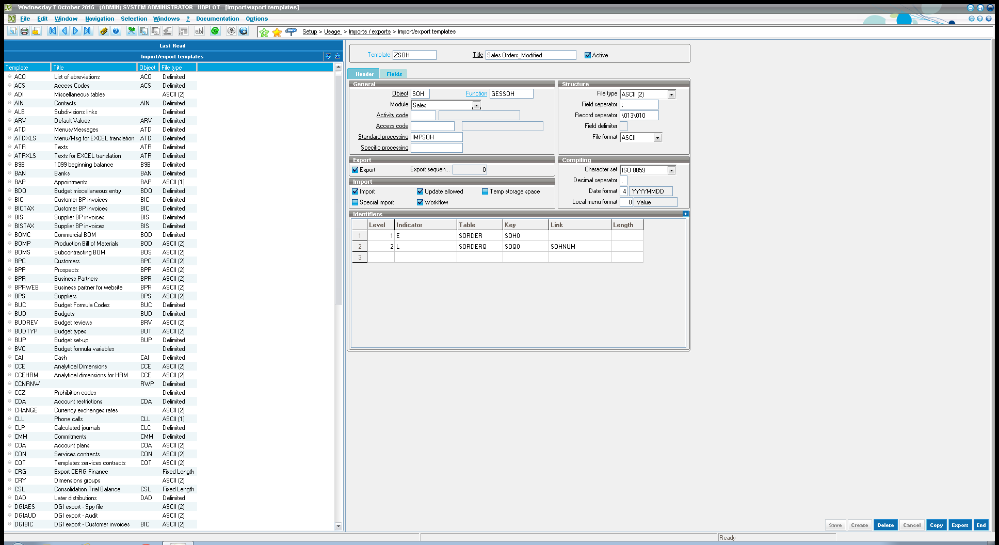 - Wednesday 7 October 2015 - (ADMIN) SYSTEM ADMINISTRATOR - HBPLOT - [Import/export templates]
File Edit Window Navigation Selection Windows ? Documentation Options
Setup > Usage > Imports / exports > Import/export templates
Last Read
Import/export templates
Template Title Object File type
ACO List of abreviations ACO Delimited
ACS Access Codes ACS Delimited
ADI Miscellaneous tables ASCII (2)
AIN Contacts AIN Delimited
ALB Subdivisions links Delimited
ARV Default Values ARV Delimited
ATD Menus/Messages ATD Delimited
ATDXLS Menu/Msg for EXCEL translation ATD Delimited
ATR Texts ATR Delimited
ATRXLS Texts for EXCEL translation ATR Delimited
B9B 1099 beginning balance B9B Delimited
BAN Banks BAN Delimited
BAP Appointments BAP ASCII (1)
BDO Budget miscellaneous entry BDO Delimited
BIC Customer BP invoices BIC Delimited
BICTAX Customer BP invoices BIC Delimited
BIS Supplier BP invoices BIS Delimited
BISTAX Supplier BP invoices BIS Delimited
BOMC Commercial BOM BOD Delimited
BOMP Production Bill of Materials BOD ASCII (2)
BOMS Subcontracting BOM BOS ASCII (2)
BPC Customers BPC ASCII (2)
BPP Prospects BPP ASCII (2)
BPR Business Partners BPR ASCII (2)
BPRWEB Business partner for website BPR ASCII (2)
BPS Suppliers BPS ASCII (2)
BUC Budget Formula Codes BUC Delimited
BUD Budgets BUD Delimited
BUDREV Budget reviews BRV ASCII (2)
BUDTYP Budget types BUT ASCII (2)
BUP Budget set-up BUP Delimited
BVC Budget formula variables Delimited
CAI Cash CAI Delimited
CCE Analytical Dimensions CCE ASCII (2)
CCEHRM Analytical dimensions for HRM CCE ASCII (2)
CCNRNW RWP Delimited
CCZ Prohibition codes Delimited
CDA Account restrictions CDA Delimited
CHANGE Currency exchanges rates ASCII (2)
CLL Phone calls CLL ASCII (1)
CLP Calculated journals CLC Delimited
CMM Commitments CMM Delimited
COA Account plans COA ASCII (2)
CON Services contracts CON ASCII (2)
COT Templates services contracts COT ASCII (2)
CRG Export CERG Finance Fixed Length
CRY Dimensions groups ASCII (2)
CSL Consolidation Trial Balance CSL Fixed Length
DAD Later distributions DAD Delimited
DGIAES DGI export - Spy file ASCII (2)
DGIAUD DGI export - Audit ASCII (2)
DGIBIC DGI export - Customer invoices BIC ASCII (2)
Template ZSOH Title Sales Orders_Modified Active
Header Fields
General
Object SOH Function GESSOH
Module Sales
Activity code
Access code
Standard processing IMPSOH
Specific processing
Structure
File type ASCII (2)
Field separator ;
Record separator \013\010
Field delimiter
File format ASCII
Export
Export Export sequen... 0
Import
Import Update allowed Temp storage space
Special import Workflow
Compiling
Character set ISO 8859
Decimal separator .
Date format 4 YYYYMMDD
Local menu format 0 Value
Identifiers
Level Indicator Table Key Link Length
1 1 E SORDER SOH0
2 2 L SORDERQ SOQ0 SOHNUM
3
Save Create Delete Cancel Copy Export End
Ready